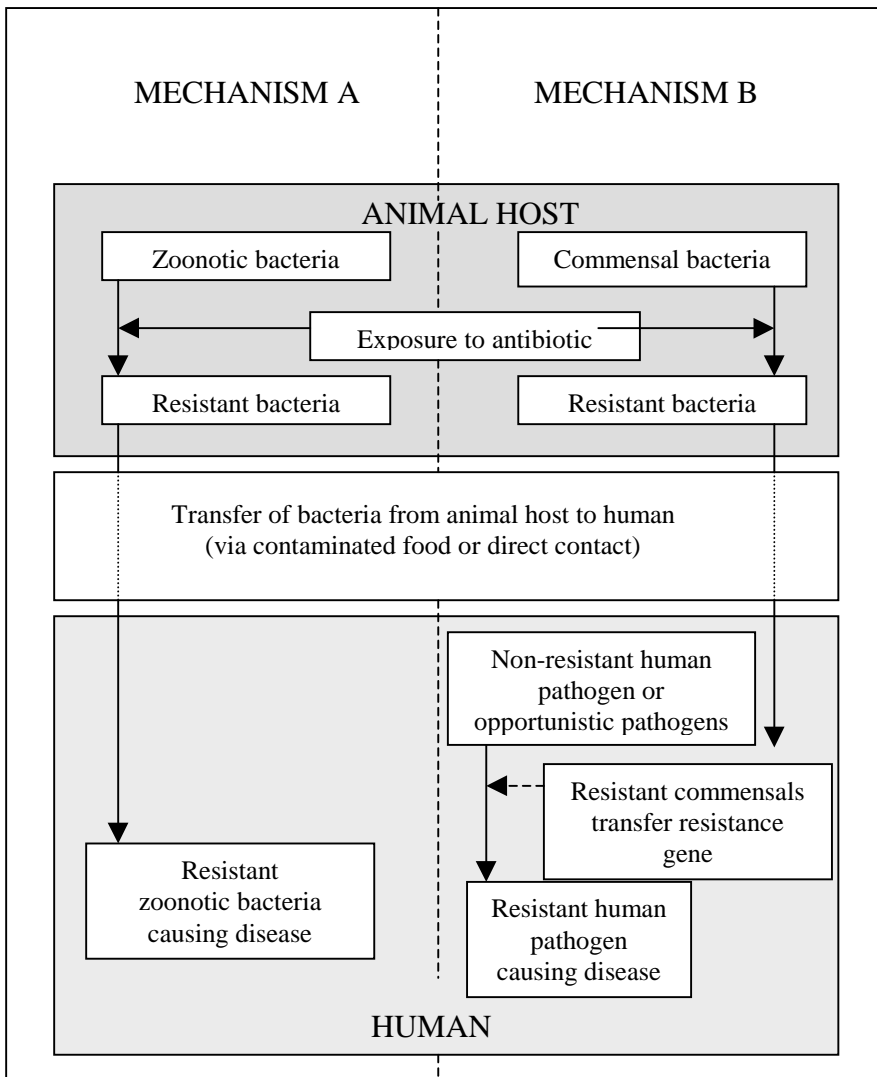 MECHANISM A
MECHANISM B
ANIMAL HOST
Zoonotic bacteria
Commensal bacteria
Exposure to antibiotic
Resistant bacteria
Resistant bacteria
Transfer of bacteria from animal host to human
(via contaminated food or direct contact)
Non-resistant human
pathogen or
opportunistic pathogens
Resistant commensals
transfer resistance
gene
Resistant
zoonotic bacteria
causing disease
Resistant human
pathogen
causing disease
HUMAN